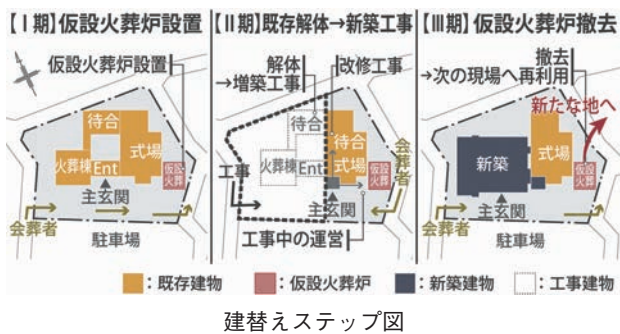 【Ⅰ期】仮設火葬炉設置
仮設火葬炉設置
待合
火葬棟
Ent
式場
仮設
火葬
主玄関
会葬者
駐車場
【Ⅱ期】既存解体→新築工事
解体
→増築工事
改修工事
待合
火葬棟
Ent
待合
式場
仮設
火葬
会葬者
工事
主玄関
工事中の運営
【Ⅲ期】仮設火葬炉撤去
撤去
→次の現場へ再利用
新たな地へ
新築
式場
仮設
火葬
主玄関
会葬者
駐車場
:既存建物
:仮設火葬炉
:新築建物
:工事建物
建替えステップ図